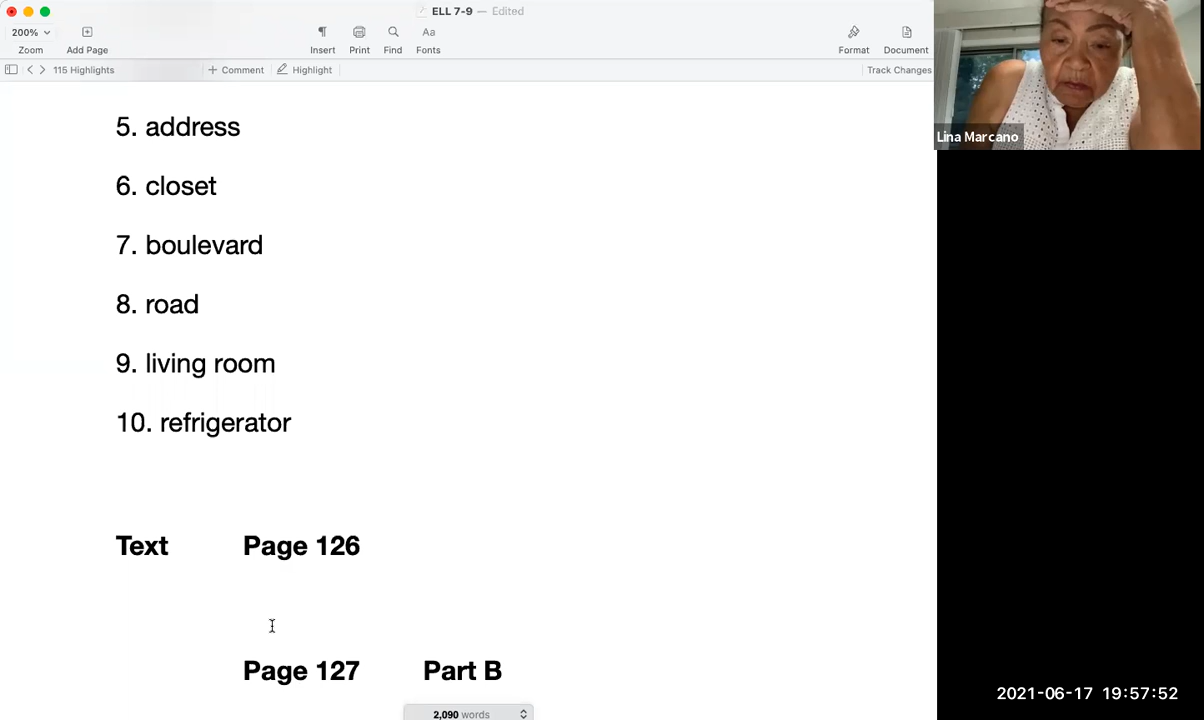 ELL 7-9 — Edited
200%
Zoom
Add Page
Insert
Print
Find
Aa
Fonts
Format
Document
115 Highlights
+ Comment
Highlight
Track Changes
Lina Marcano
5. address
6. closet
7. boulevard
8. road
9. living room
10. refrigerator
Text Page 126
Page 127 Part B
2,090 words
2021-06-17 19:57:52